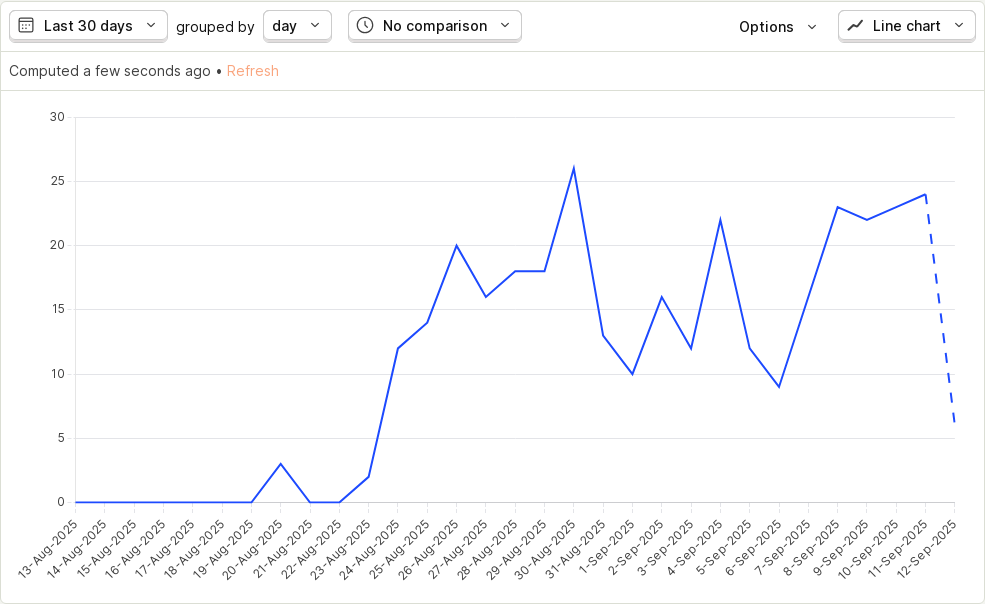 Last 30 days grouped by day No comparison Options Line chart
Computed a few seconds ago • Refresh
30
25
20
15
10
5
0
13-Aug-2025
14-Aug-2025
15-Aug-2025
16-Aug-2025
17-Aug-2025
18-Aug-2025
19-Aug-2025
20-Aug-2025
21-Aug-2025
22-Aug-2025
23-Aug-2025
24-Aug-2025
25-Aug-2025
26-Aug-2025
27-Aug-2025
28-Aug-2025
29-Aug-2025
30-Aug-2025
31-Aug-2025
1-Sep-2025
2-Sep-2025
3-Sep-2025
4-Sep-2025
5-Sep-2025
6-Sep-2025
7-Sep-2025
8-Sep-2025
9-Sep-2025
10-Sep-2025
11-Sep-2025
12-Sep-2025